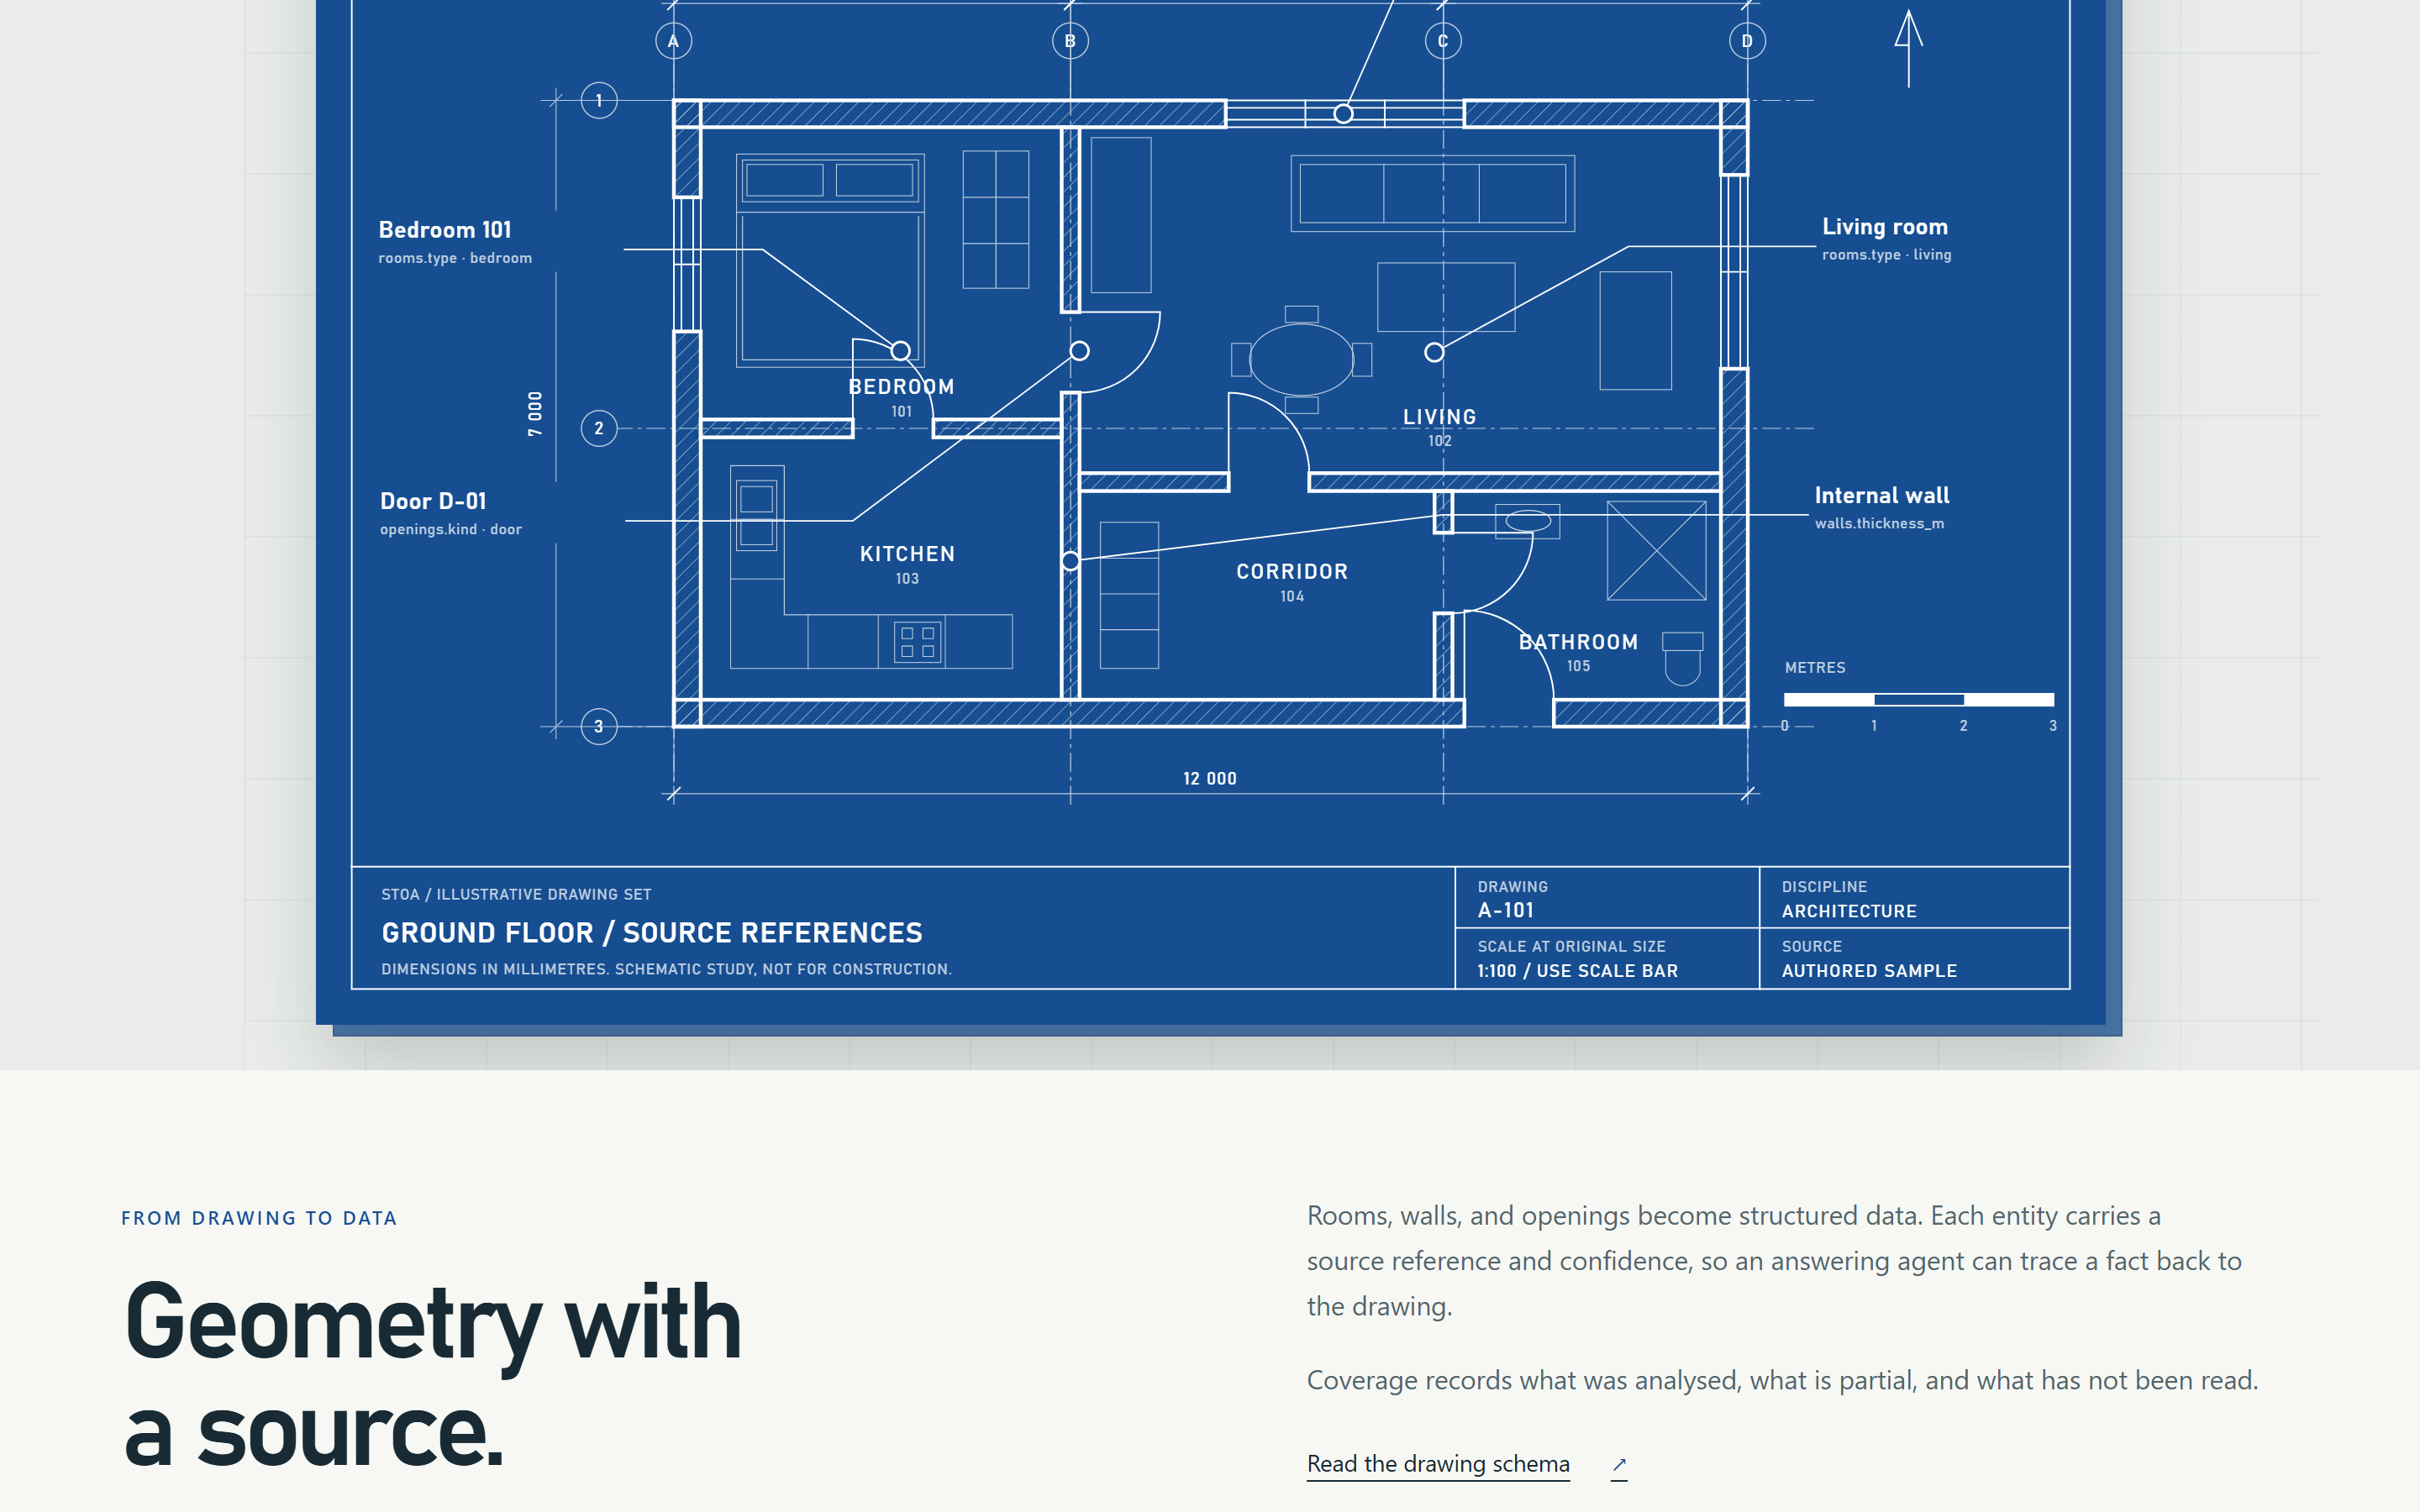 A
B
C
D
1
Bedroom 101
rooms.type · bedroom
Living room
rooms.type · living
BEDROOM
101
7 000
2
LIVING
102
Door D-01
openings.kind · door
Internal wall
walls.thickness_m
KITCHEN
103
CORRIDOR
104
BATHROOM
105
METRES
0
1
2
3
3
12 000
STOA / ILLUSTRATIVE DRAWING SET
GROUND FLOOR / SOURCE REFERENCES
DIMENSIONS IN MILLIMETRES. SCHEMATIC STUDY, NOT FOR CONSTRUCTION.
DRAWING
A-101
DISCIPLINE
ARCHITECTURE
SCALE AT ORIGINAL SIZE
1:100 / USE SCALE BAR
SOURCE
AUTHORED SAMPLE
FROM DRAWING TO DATA
Geometry with
a source.
Rooms, walls, and openings become structured data. Each entity carries a
source reference and confidence, so an answering agent can trace a fact back to
the drawing.
Coverage records what was analysed, what is partial, and what has not been read.
Read the drawing schema ↗